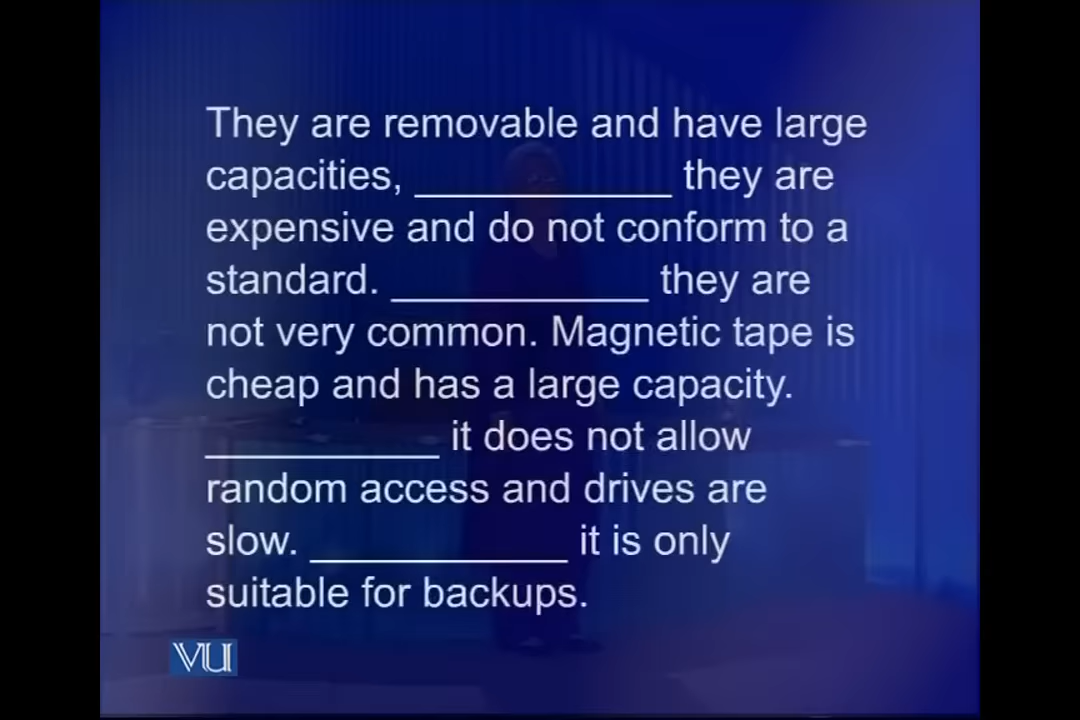 They are removable and have large
capacities, ___________ they are
expensive and do not conform to a
standard. ___________ they are
not very common. Magnetic tape is
cheap and has a large capacity.
__________ it does not allow
random access and drives are
slow. ___________ it is only
suitable for backups.
VU